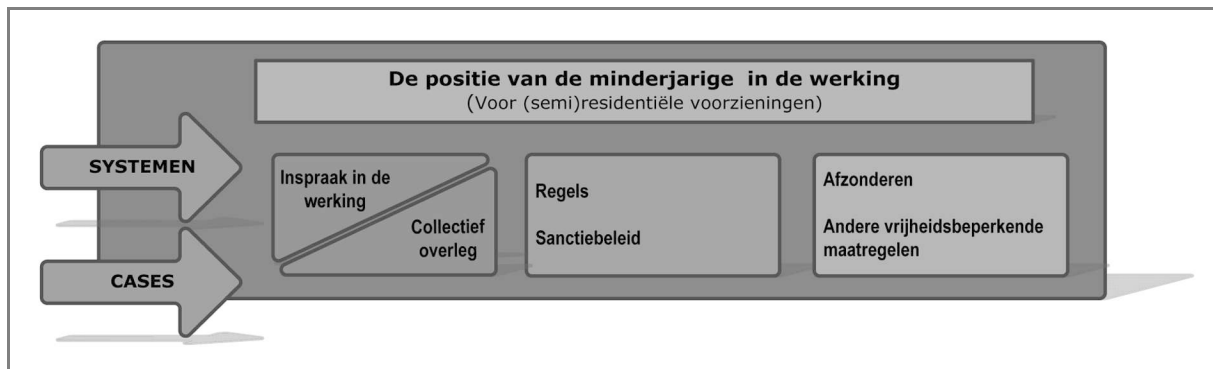 De positie van de minderjarige in de werking
(Voor (semi)residentiële voorzieningen)
SYSTEMEN
CASES
Inspraak in de
werking
Collectief
overleg
Regels
Sanctiebeleid
Afzonderen
Andere vrijheidsbeperkende
maatregelen